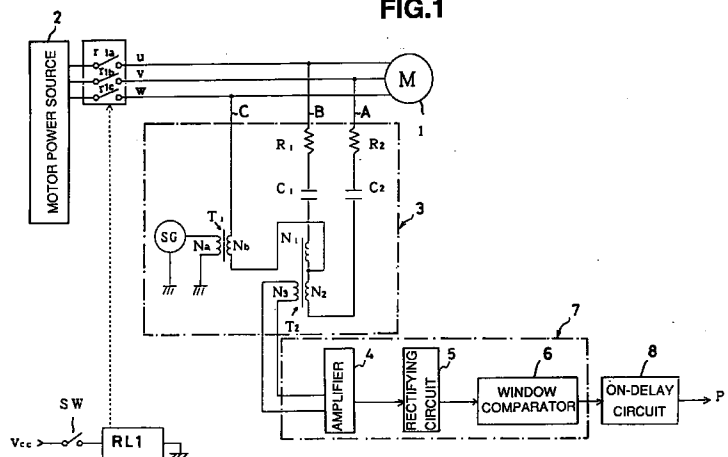 FIG.1
2
MOTOR POWER SOURCE
r1a
r1b
r1c
u
v
w
M
1
C
B
A
R1
R2
C1
C2
3
SG
T1
Na
Nb
N1
N3
N2
T2
7
4
AMPLIFIER
5
RECTIFYING CIRCUIT
6
WINDOW COMPARATOR
8
ON-DELAY CIRCUIT
P
SW
Vcc
RL1